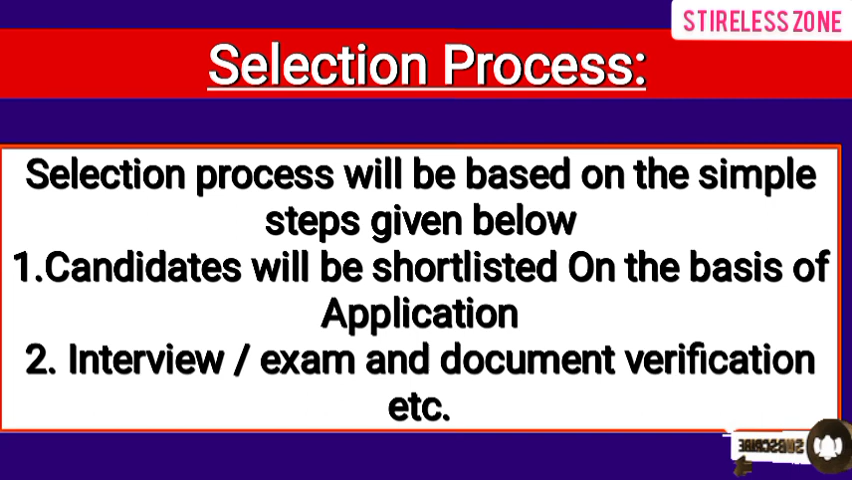 STIRELESS ZONE
Selection Process:
Selection process will be based on the simple
steps given below
1.Candidates will be shortlisted On the basis of
Application
2. Interview / exam and document verification
etc.
SUBSCRIBE